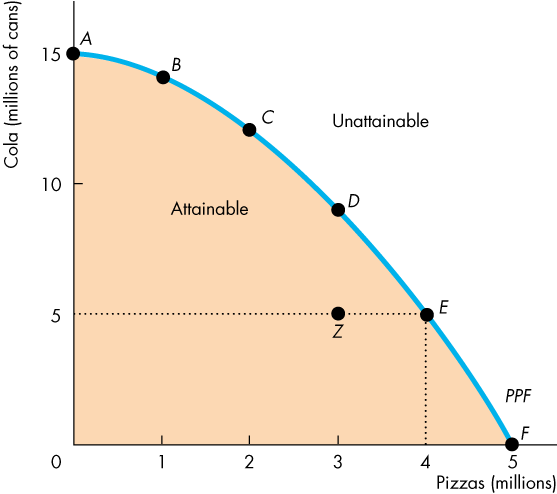 Cola (millions of cans)
A
15
B
C
Unattainable
10
Attainable
D
5
E
Z
PPF
F
0
1
2
3
4
5
Pizzas (millions)